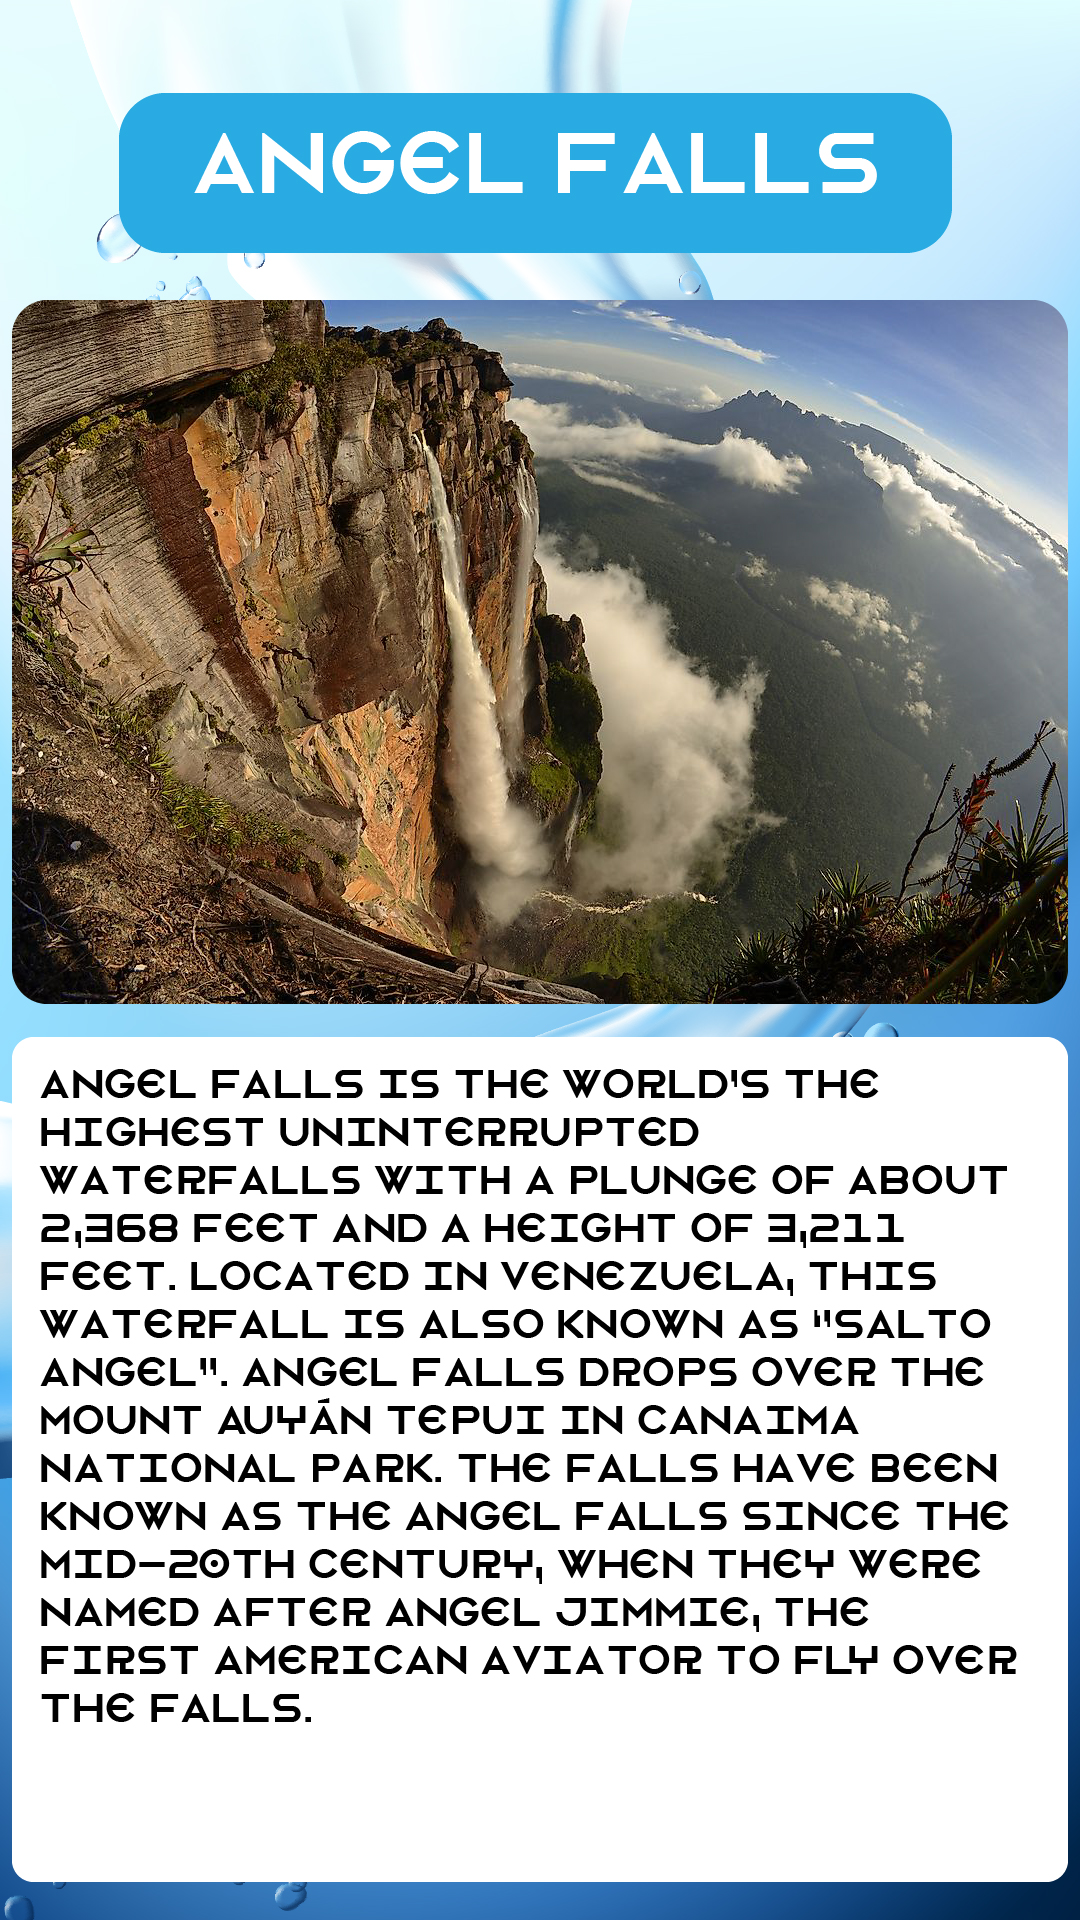 ANGEL FALLS
ANGEL FALLS IS THE WORLD'S THE
HIGHEST UNINTERRUPTED
WATERFALLS WITH A PLUNGE OF ABOUT
2,368 FEET AND A HEIGHT OF 3,211
FEET. LOCATED IN VENEZUELA, THIS
WATERFALL IS ALSO KNOWN AS "SALTO
ANGEL". ANGEL FALLS DROPS OVER THE
MOUNT AUYÁN TEPUI IN CANAIMA
NATIONAL PARK. THE FALLS HAVE BEEN
KNOWN AS THE ANGEL FALLS SINCE THE
MID-20TH CENTURY, WHEN THEY WERE
NAMED AFTER ANGEL JIMMIE, THE
FIRST AMERICAN AVIATOR TO FLY OVER
THE FALLS.